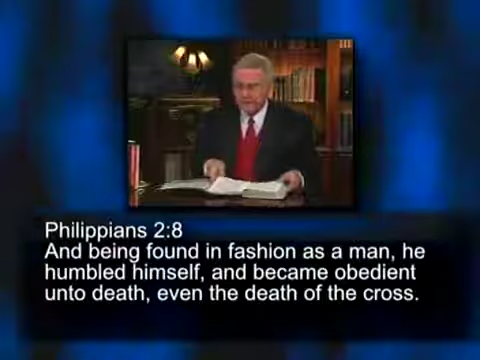 Philippians 2:8
And being found in fashion as a man, he
humbled himself, and became obedient
unto death, even the death of the cross.